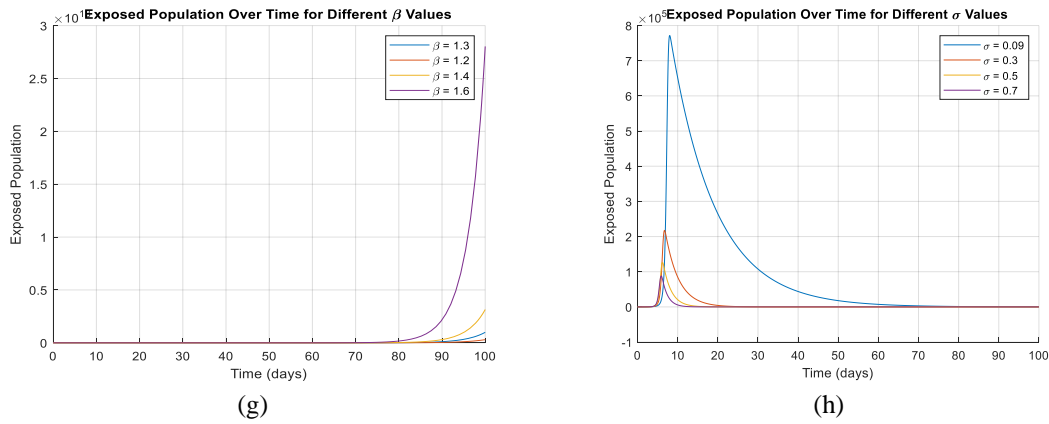 ×10
Exposed Population Over Time for Different β Values
3
2.5
2
1.5
1
0.5
0
Exposed Population
0 10 20 30 40 50 60 70 80 90 100
Time (days)
β = 1.3
β = 1.2
β = 1.4
β = 1.6
(g)
×10⁵
Exposed Population Over Time for Different σ Values
8
7
6
5
4
3
2
1
0
-1
Exposed Population
0 10 20 30 40 50 60 70 80 90 100
Time (days)
σ = 0.09
σ = 0.3
σ = 0.5
σ = 0.7
(h)